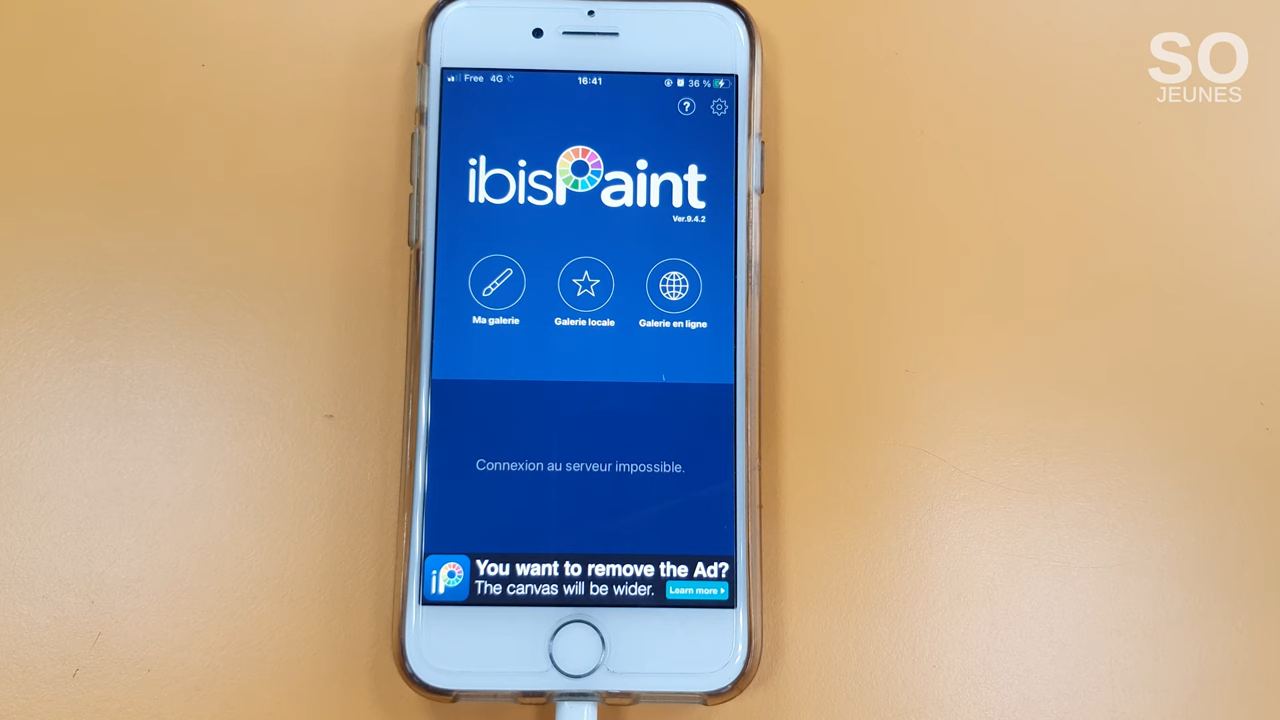 SO
JEUNES
Free 4G 16:41 36 %
?
ibisPaint
Ver.9.4.2
Ma galerie Galerie locale Galerie en ligne
Connexion au serveur impossible.
iP You want to remove the Ad?
The canvas will be wider. Learn more